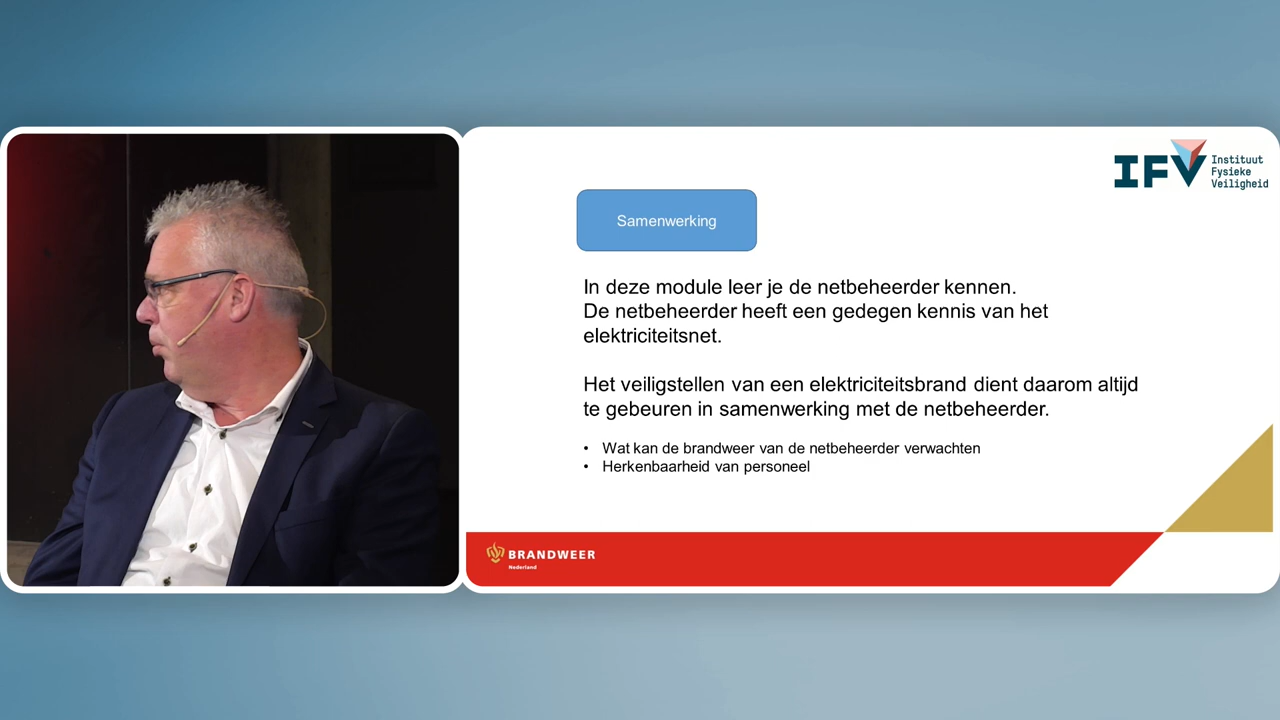 IFV Instituut
Fysieke
Veiligheid
Samenwerking
In deze module leer je de netbeheerder kennen.
De netbeheerder heeft een gedegen kennis van het
elektriciteitsnet.
Het veiligstellen van een elektriciteitsbrand dient daarom altijd
te gebeuren in samenwerking met de netbeheerder.
• Wat kan de brandweer van de netbeheerder verwachten
• Herkenbaarheid van personeel
BRANDWEER
Nederland